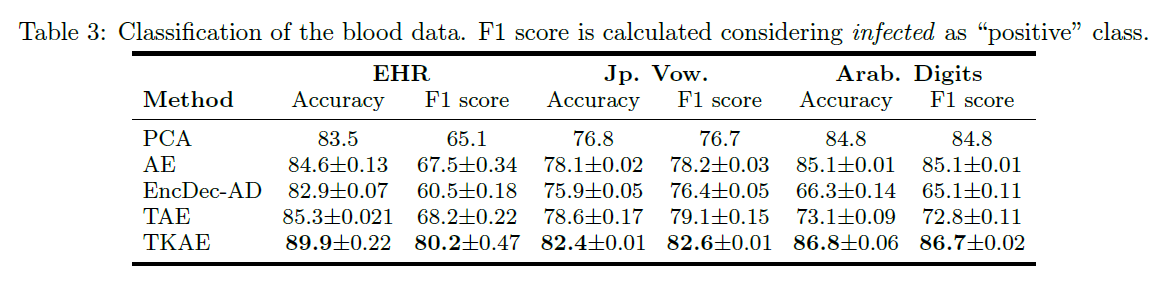 Table 3: Classification of the blood data. F1 score is calculated considering infected as “positive” class.
EHR Jp. Vow. Arab. Digits
Method Accuracy F1 score Accuracy F1 score Accuracy F1 score
PCA 83.5 65.1 76.8 76.7 84.8 84.8
AE 84.6±0.13 67.5±0.34 78.1±0.02 78.2±0.03 85.1±0.01 85.1±0.01
EncDec-AD 82.9±0.07 60.5±0.18 75.9±0.05 76.4±0.05 66.3±0.14 65.1±0.11
TAE 85.3±0.021 68.2±0.22 78.6±0.17 79.1±0.15 73.1±0.09 72.8±0.11
TKAE 89.9±0.22 80.2±0.47 82.4±0.01 82.6±0.01 86.8±0.06 86.7±0.02